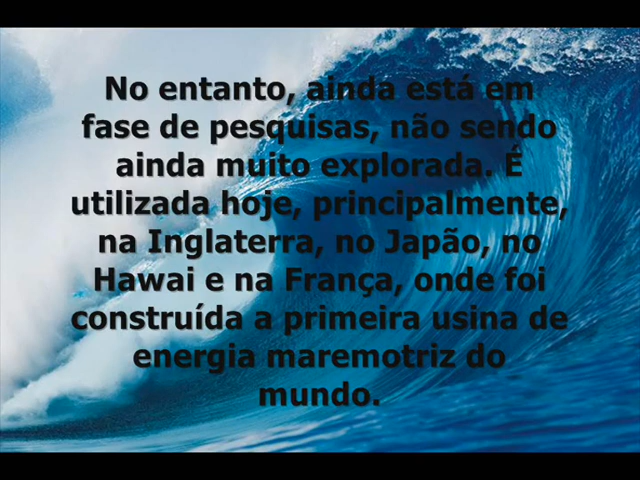 No entanto, ainda está em
fase de pesquisas, não sendo
ainda muito explorada. É
utilizada hoje, principalmente,
na Inglaterra, no Japão, no
Hawai e na França, onde foi
construída a primeira usina de
energia maremotriz do
mundo.